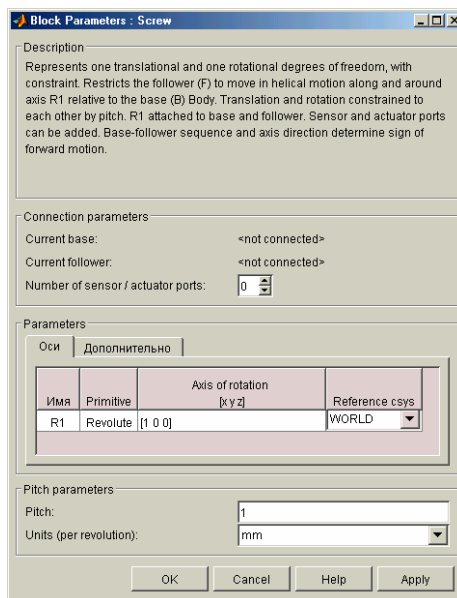 Block Parameters : Screw
Description
Represents one translational and one rotational degrees of freedom, with
constraint. Restricts the follower (F) to move in helical motion along and around
axis R1 relative to the base (B) Body. Translation and rotation constrained to
each other by pitch. R1 attached to base and follower. Sensor and actuator ports
can be added. Base-follower sequence and axis direction determine sign of
forward motion.
Connection parameters
Current base: <not connected>
Current follower: <not connected>
Number of sensor / actuator ports: 0
Parameters
Оси Дополнительно
Имя Primitive Axis of rotation [x y z] Reference csys
R1 Revolute [1 0 0] WORLD
Pitch parameters
Pitch: 1
Units (per revolution): mm
OK Cancel Help Apply